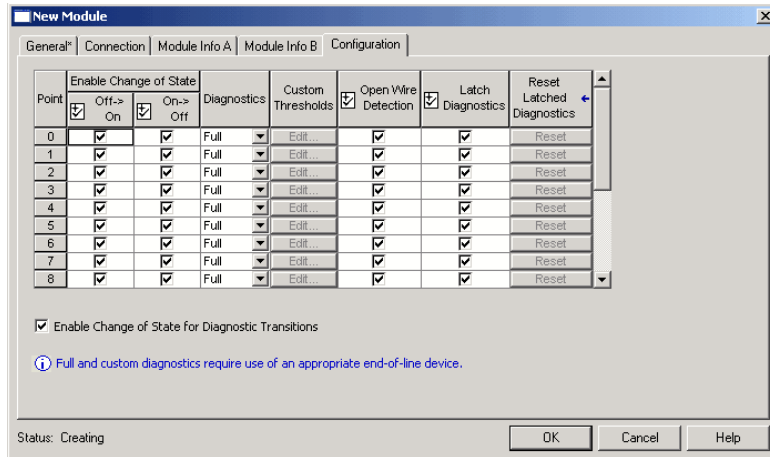 New Module
General* Connection Module Info A Module Info B Configuration
Point Enable Change of State Off-> On On-> Off Diagnostics Custom Thresholds Open Wire Detection Latch Diagnostics Reset Latched Diagnostics
0 Full Edit... Reset
1 Full Edit... Reset
2 Full Edit... Reset
3 Full Edit... Reset
4 Full Edit... Reset
5 Full Edit... Reset
6 Full Edit... Reset
7 Full Edit... Reset
8 Full Edit... Reset
Enable Change of State for Diagnostic Transitions
Full and custom diagnostics require use of an appropriate end-of-line device.
Status: Creating OK Cancel Help